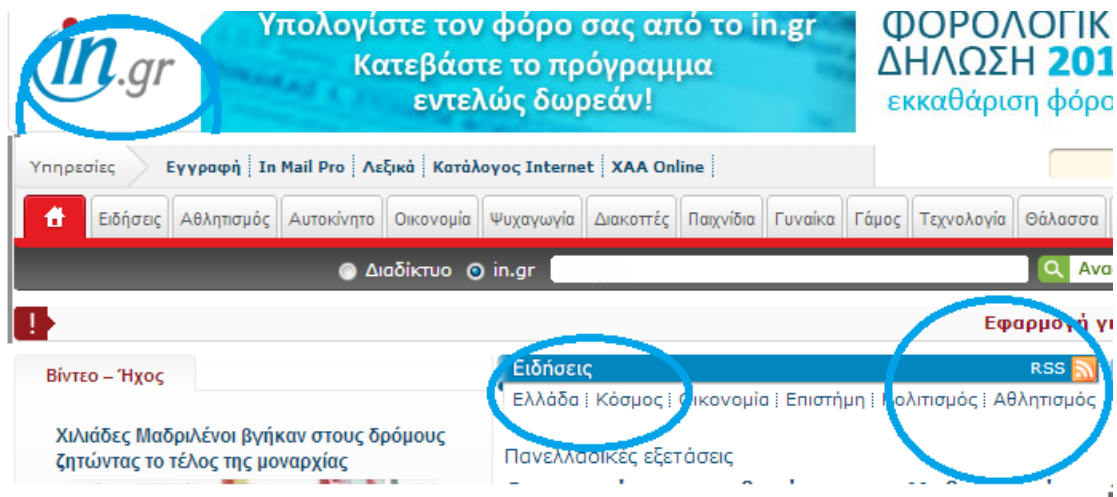 in.gr
Υπολογίστε τον φόρο σας από το in.gr
Κατεβάστε το πρόγραμμα
εντελώς δωρεάν!
ΦΟΡΟΛΟΓΙΚ
ΔΗΛΩΣΗ 201
εκκαθάριση φόρο
Υπηρεσίες Εγγραφή In Mail Pro Λεξικά Κατάλογος Internet ΧΑΑ Online
Ειδήσεις Αθλητισμός Αυτοκίνητο Οικονομία Ψυχαγωγία Διακοπές Παιχνίδια Γυναίκα Γάμος Τεχνολογία Θάλασσα
Διαδίκτυο in.gr Ανα
! Εφαρμογή γι
Βίντεο – Ήχος
Χιλιάδες Μαδριλένοι βγήκαν στους δρόμους
ζητώντας το τέλος της μοναρχίας
Ειδήσεις RSS
Ελλάδα Κόσμος Οικονομία Επιστήμη Πολιτισμός Αθλητισμός
Πανελλαδικές εξετάσεις